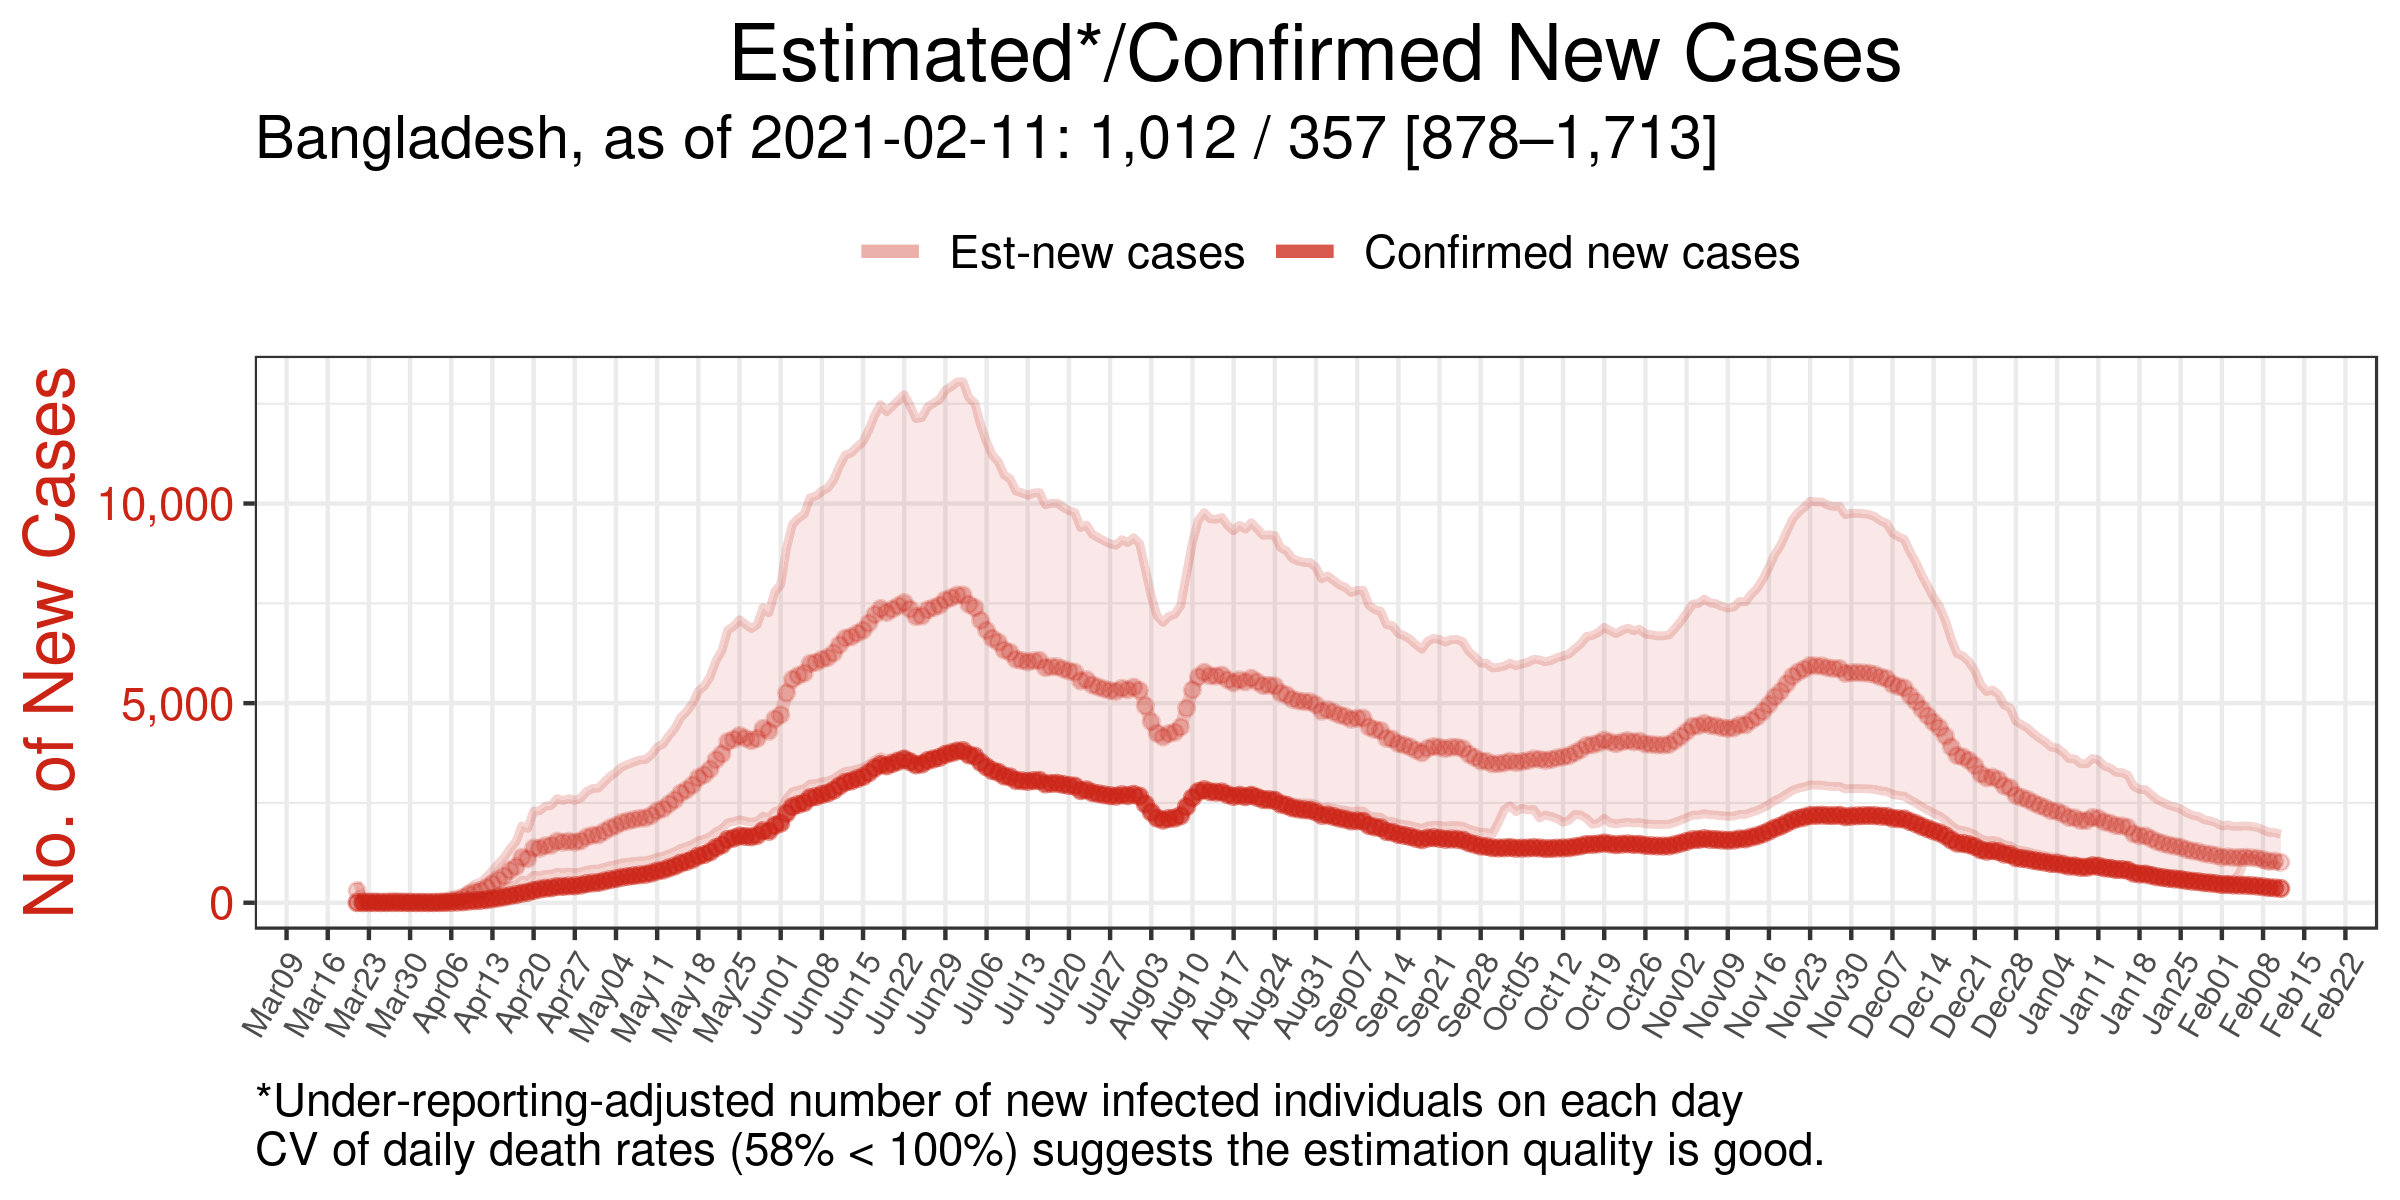 Estimated*/Confirmed New Cases
Bangladesh, as of 2021-02-11: 1,012 / 357 [878–1,713]
Est-new cases
Confirmed new cases
No. of New Cases
10,000
5,000
0
Mar09
Mar16
Mar23
Mar30
Apr06
Apr13
Apr20
Apr27
May04
May11
May18
May25
Jun01
Jun08
Jun15
Jun22
Jun29
Jul06
Jul13
Jul20
Jul27
Aug03
Aug10
Aug17
Aug24
Aug31
Sep07
Sep14
Sep21
Sep28
Oct05
Oct12
Oct19
Oct26
Nov02
Nov09
Nov16
Nov23
Nov30
Dec07
Dec14
Dec21
Dec28
Jan04
Jan11
Jan18
Jan25
Feb01
Feb08
Feb15
Feb22
*Under-reporting-adjusted number of new infected individuals on each day
CV of daily death rates (58% < 100%) suggests the estimation quality is good.